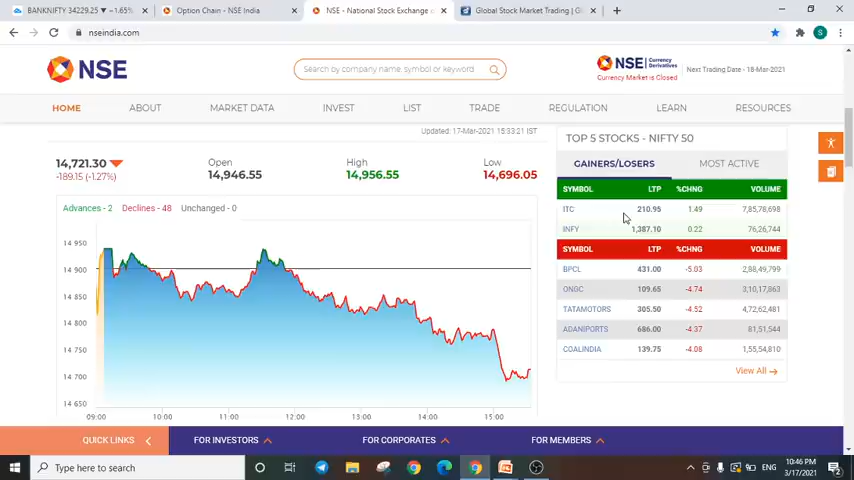 BANKNIFTY 34229.25 ▼ −1.65%
Option Chain - NSE India
NSE - National Stock Exchange o
Global Stock Market Trading | Gl
nseindia.com
S
NSE
Search by company name, symbol or keyword
NSE Currency Derivatives
Currency Market is Closed
Next Trading Date - 18-Mar-2021
HOME ABOUT MARKET DATA INVEST LIST TRADE REGULATION LEARN RESOURCES
Updated: 17-Mar-2021 15:33:21 IST
14,721.30
-189.15 (-1.27%)
Open
14,946.55
High
14,956.55
Low
14,696.05
Advances - 2 Declines - 48 Unchanged - 0
14 950
14 900
14 850
14 800
14 750
14 700
14 650
09:00 10:00 11:00 12:00 13:00 14:00 15:00
TOP 5 STOCKS - NIFTY 50
GAINERS/LOSERS MOST ACTIVE
SYMBOL LTP %CHNG VOLUME
ITC 210.95 1.49 7,85,78,698
INFY 1,387.10 0.22 76,26,744
SYMBOL LTP %CHNG VOLUME
BPCL 431.00 -5.03 2,88,49,799
ONGC 109.65 -4.74 3,10,17,863
TATAMOTORS 305.50 -4.52 4,72,62,481
ADANIPORTS 686.00 -4.37 81,51,544
COALINDIA 139.75 -4.08 1,55,54,810
View All
QUICK LINKS FOR INVESTORS FOR CORPORATES FOR MEMBERS
Type here to search
ENG
10:46 PM
3/17/2021
2